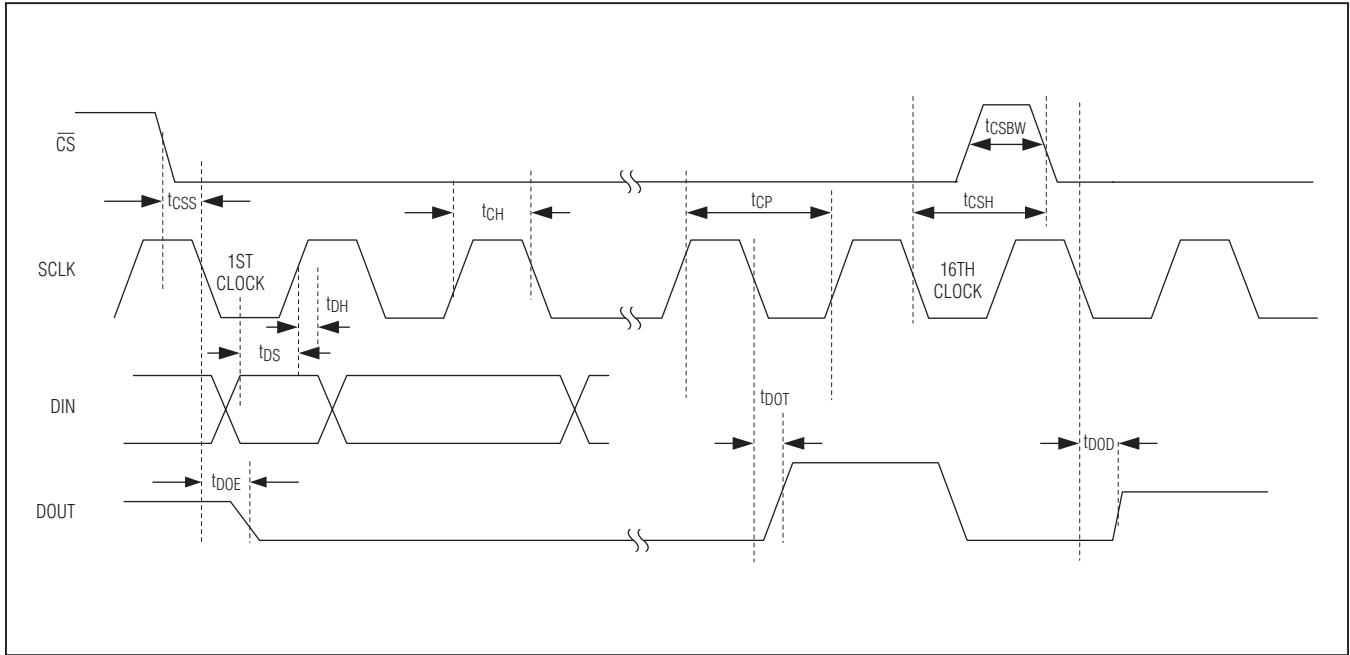 CS
tCSBW
tCSS
tCH
tCP
tCSH
SCLK
1ST
CLOCK
16TH
CLOCK
tDH
tDS
DIN
tDOT
tDOD
tDOE
DOUT